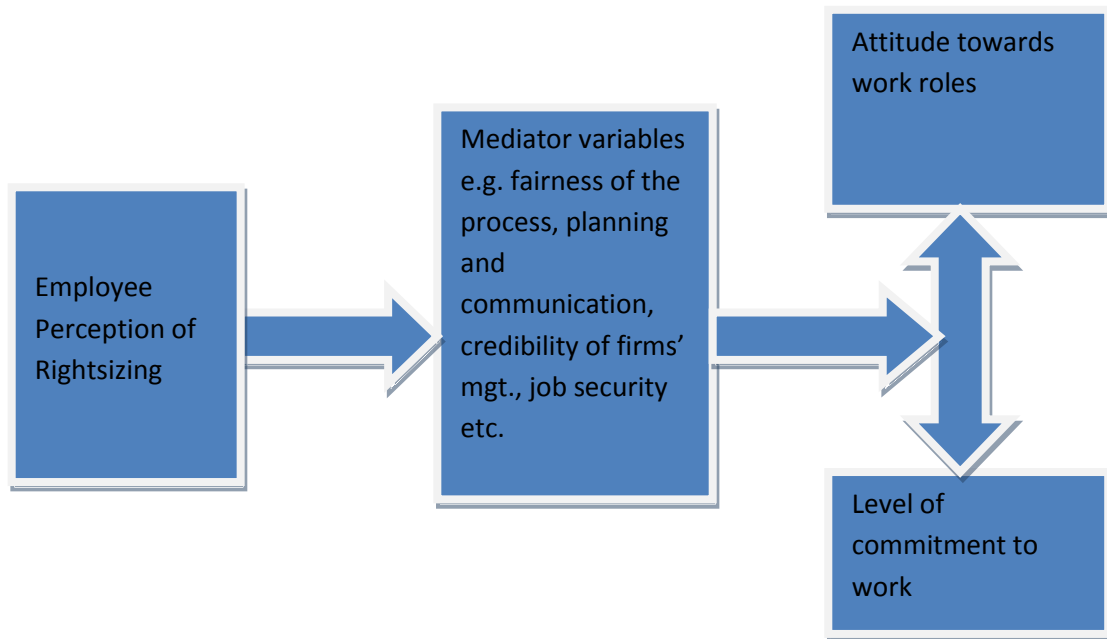 Employee
Perception of
Rightsizing
Mediator variables
e.g. fairness of the
process, planning
and
communication,
credibility of firms’
mgt., job security
etc.
Attitude towards
work roles
Level of
commitment to
work